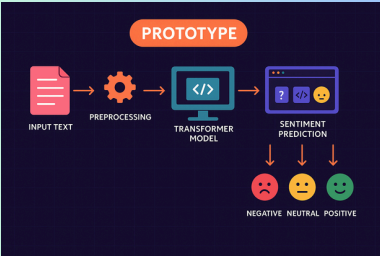 PROTOTYPE
INPUT TEXT
PREPROCESSING
</>
TRANSFORMER
MODEL
? </>
SENTIMENT
PREDICTION
NEGATIVE NEUTRAL POSITIVE